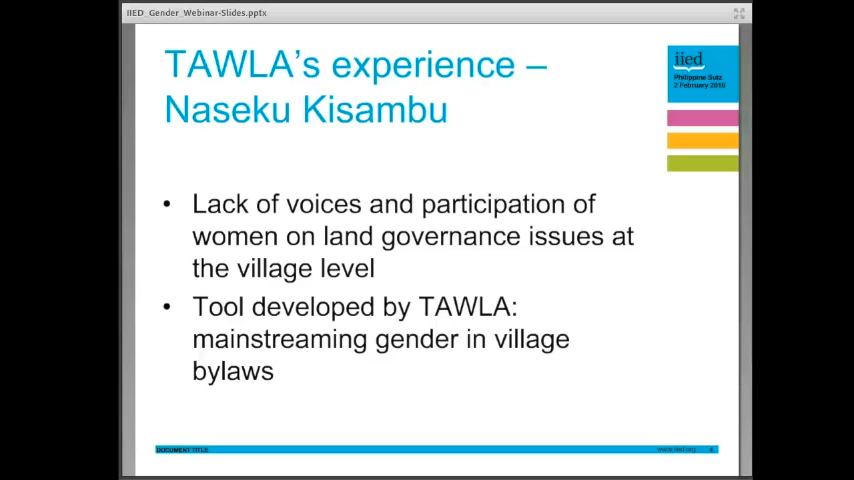 IIED_Gender_Webinar-Slides.pptx
TAWLA's experience –
Naseku Kisambu
iied
Philippine Sutz
2 February 2016
• Lack of voices and participation of
women on land governance issues at
the village level
• Tool developed by TAWLA:
mainstreaming gender in village
bylaws
DOCUMENT TITLE
www.iied.org